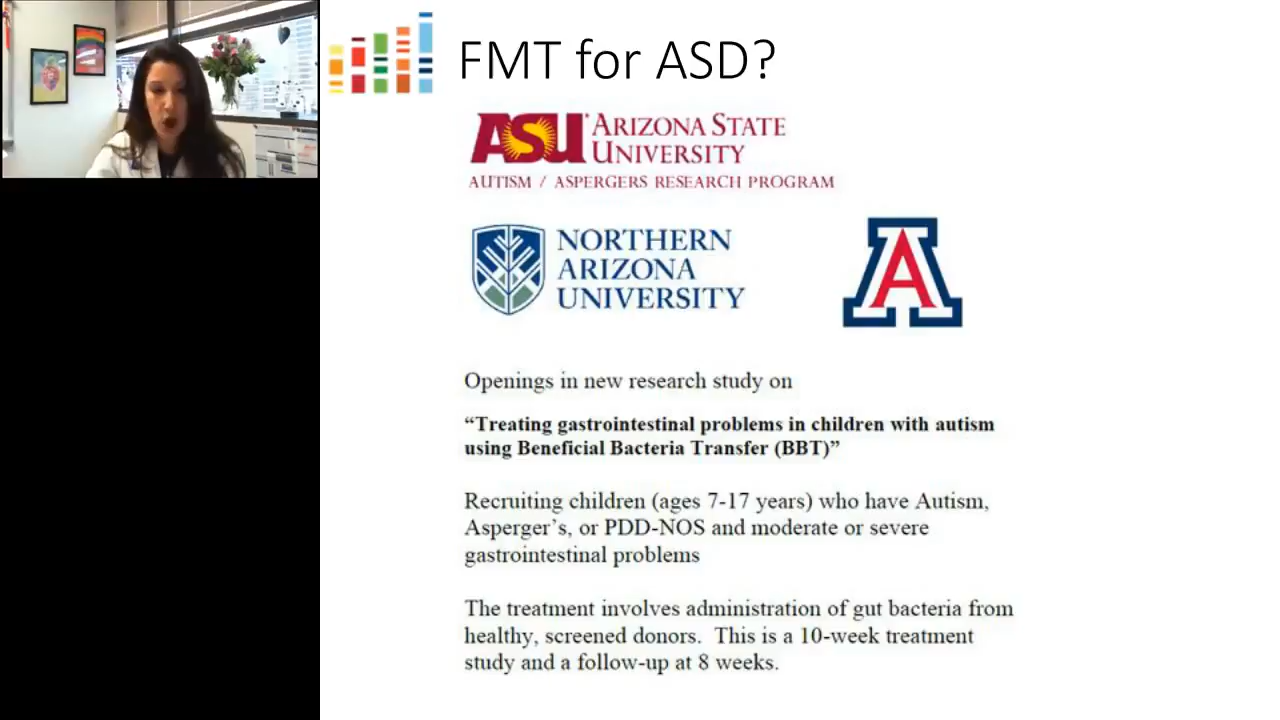 FMT for ASD?
ASU ARIZONA STATE
UNIVERSITY
AUTISM / ASPERGERS RESEARCH PROGRAM
NORTHERN
ARIZONA
UNIVERSITY
A
Openings in new research study on
“Treating gastrointestinal problems in children with autism
using Beneficial Bacteria Transfer (BBT)”
Recruiting children (ages 7-17 years) who have Autism,
Asperger’s, or PDD-NOS and moderate or severe
gastrointestinal problems
The treatment involves administration of gut bacteria from
healthy, screened donors.  This is a 10-week treatment
study and a follow-up at 8 weeks.